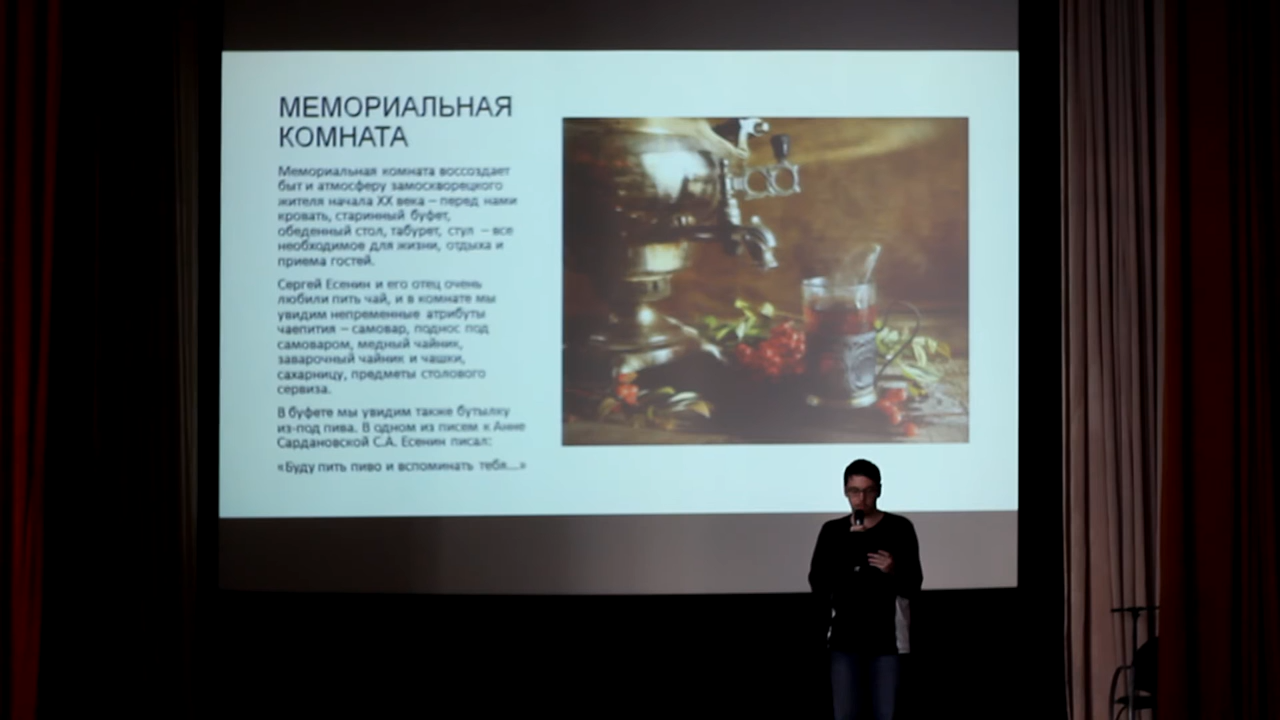 МЕМОРИАЛЬНАЯ
КОМНАТА
Мемориальная комната воссоздает
быт и атмосферу замоскворецкого
жителя начала XX века – перед нами
кровать, старинный буфет,
обеденный стол, табурет, стул – все
необходимое для жизни, отдыха и
приема гостей.
Сергей Есенин и его отец очень
любили пить чай, и в комнате мы
увидим непременные атрибуты
чаепития – самовар, поднос под
самоваром, медный чайник,
заварочный чайник и чашки,
сахарницу, предметы столового
сервиза.
В буфете мы увидим также бутылку
из-под пива. В одном из писем к Анне
Сардановской С.А. Есенин писал:
«Буду пить пиво и вспоминать тебя...»